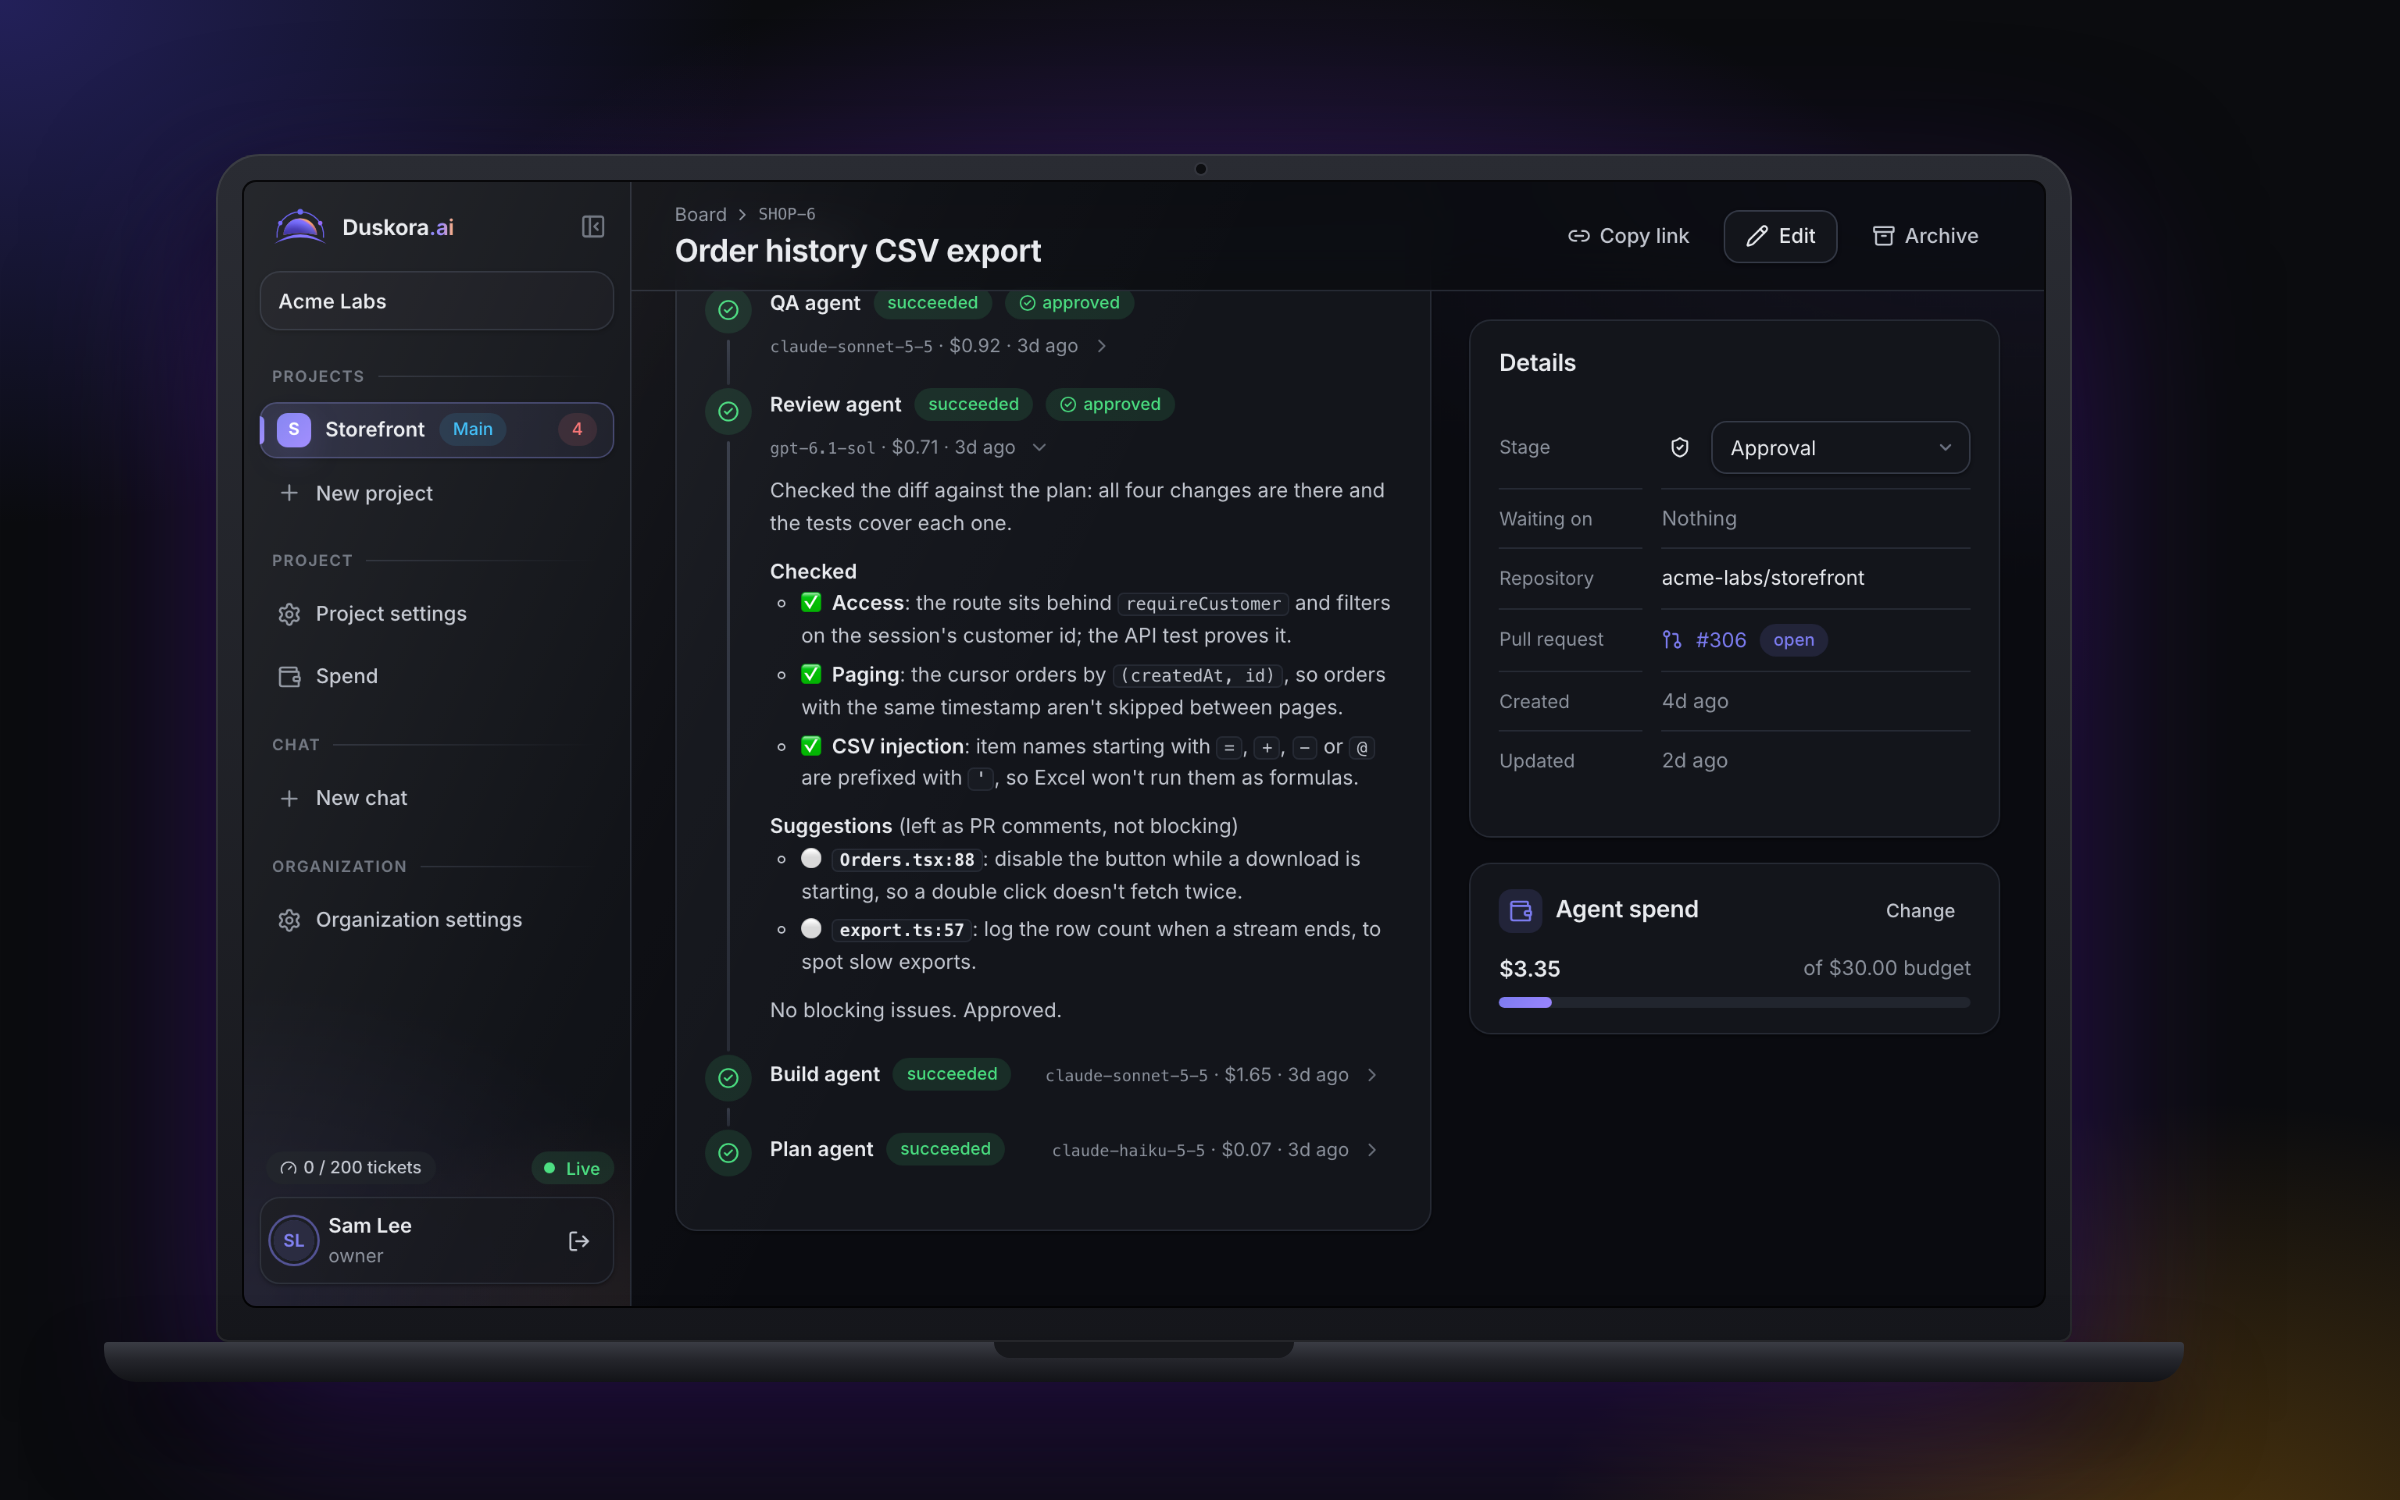 Duskora.ai
Acme Labs
PROJECTS
S Storefront Main 4
New project
PROJECT
Project settings
Spend
CHAT
New chat
ORGANIZATION
Organization settings
0 / 200 tickets Live
SL Sam Lee
owner
Board > SHOP-6
Order history CSV export
Copy link Edit Archive
QA agent succeeded approved
claude-sonnet-5-5 · $0.92 · 3d ago
Review agent succeeded approved
gpt-6.1-sol · $0.71 · 3d ago
Checked the diff against the plan: all four changes are there and
the tests cover each one.
Checked
✅ Access: the route sits behind requireCustomer and filters
on the session's customer id; the API test proves it.
✅ Paging: the cursor orders by (createdAt, id), so orders
with the same timestamp aren't skipped between pages.
✅ CSV injection: item names starting with =, +, - or @
are prefixed with ', so Excel won't run them as formulas.
Suggestions (left as PR comments, not blocking)
⚪ Orders.tsx:88: disable the button while a download is
starting, so a double click doesn't fetch twice.
⚪ export.ts:57: log the row count when a stream ends, to
spot slow exports.
No blocking issues. Approved.
Build agent succeeded claude-sonnet-5-5 · $1.65 · 3d ago
Plan agent succeeded claude-haiku-5-5 · $0.07 · 3d ago
Details
Stage Approval
Waiting on Nothing
Repository acme-labs/storefront
Pull request #306 open
Created 4d ago
Updated 2d ago
Agent spend Change
$3.35 of $30.00 budget